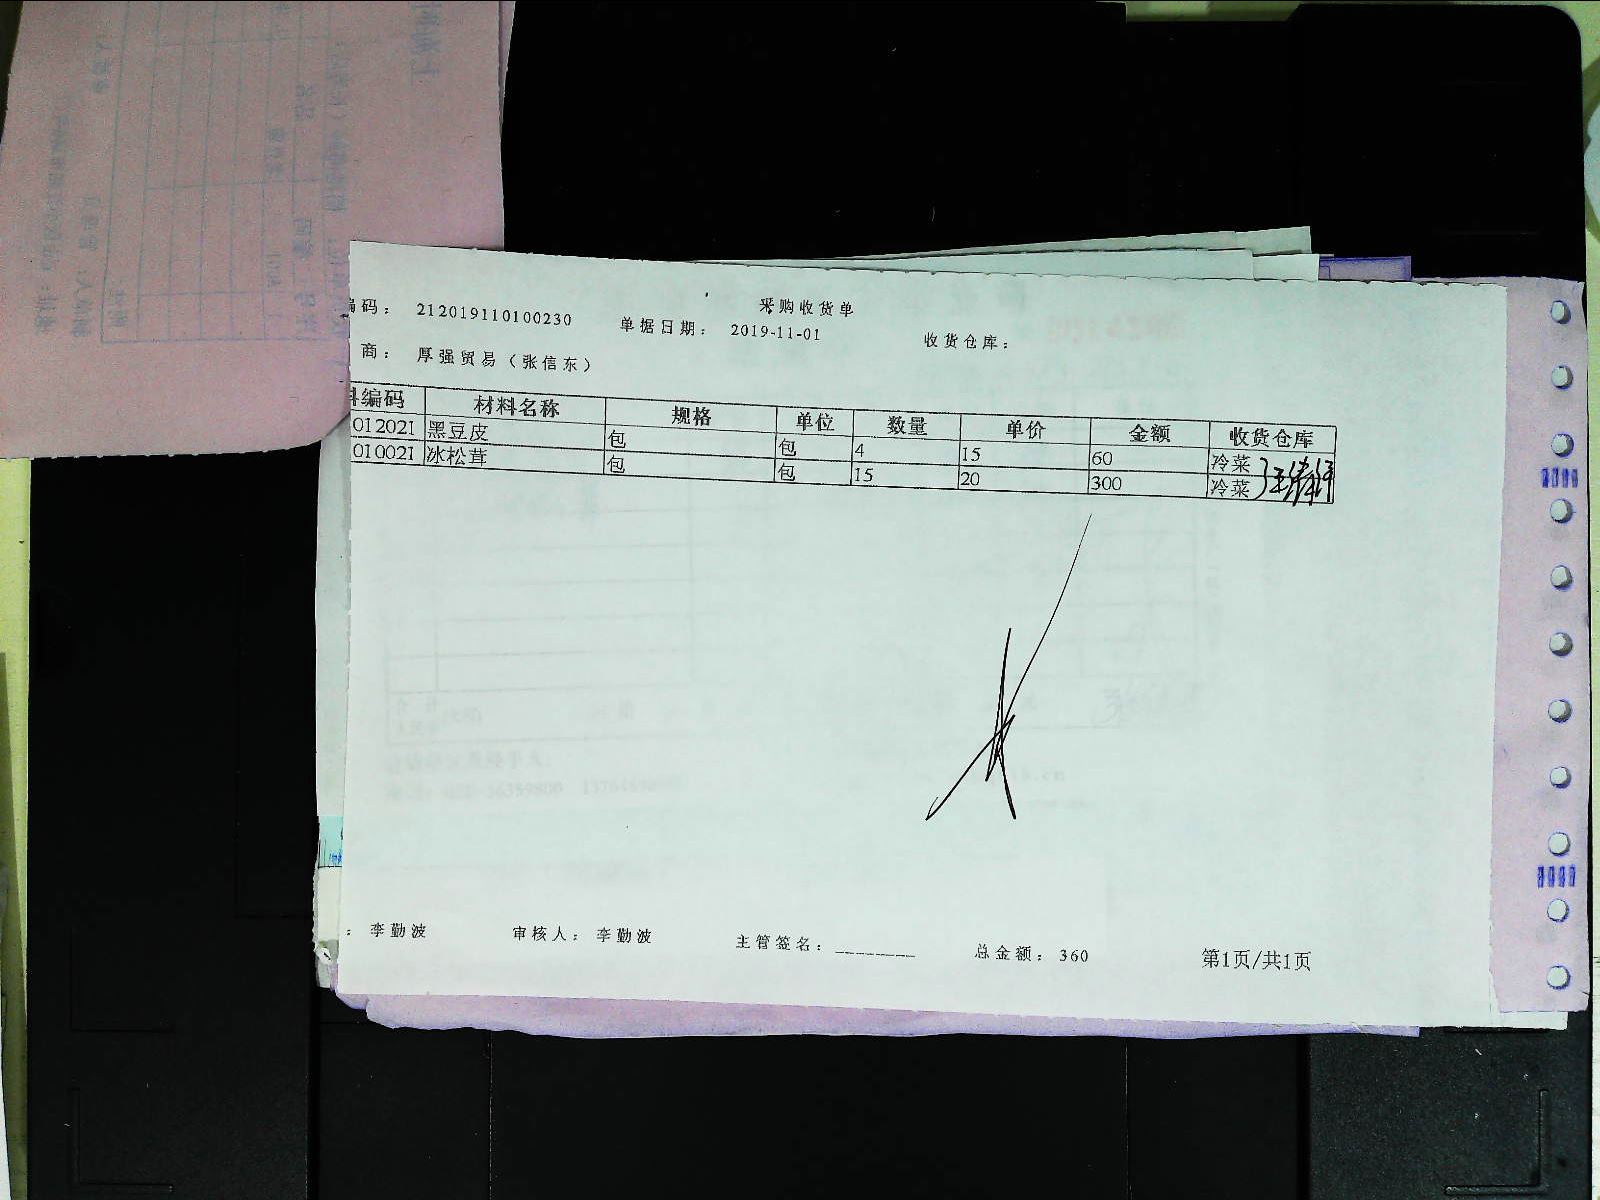 采购收货单
编码： 212019110100230 单据日期： 2019-11-01 收货仓库：
商： 厚强贸易（张信东）
料编码 材料名称 规格 单位 数量 单价 金额 收货仓库
012021 黑豆皮 包 包 4 15 60 冷菜
010021 冰松茸 包 包 15 20 300 冷菜
： 李勤波 审核人： 李勤波 主管签名：________ 总金额： 360 第1页/共1页